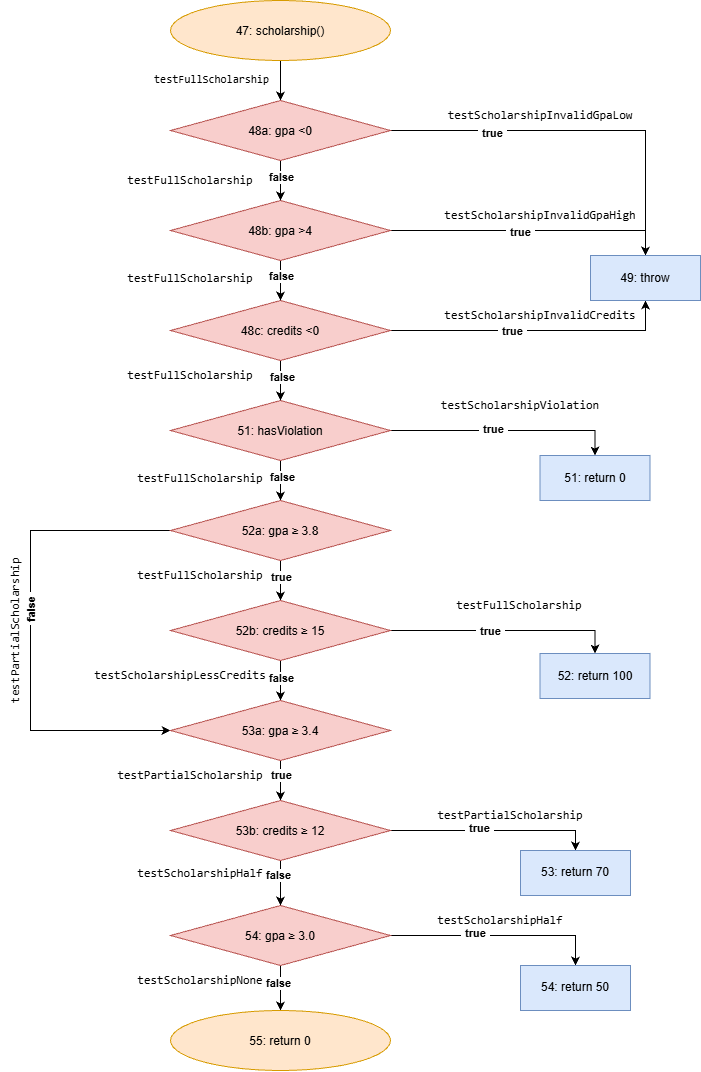 47: scholarship()
testFullScholarship
48a: gpa <0
testScholarshipInvalidGpaLow
true
testFullScholarship
false
48b: gpa >4
testScholarshipInvalidGpaHigh
true
testFullScholarship
false
49: throw
48c: credits <0
testScholarshipInvalidCredits
true
testFullScholarship
false
51: hasViolation
testScholarshipViolation
true
testFullScholarship
false
51: return 0
52a: gpa ≥ 3.8
testPartialScholarship
false
testFullScholarship
true
52b: credits ≥ 15
testFullScholarship
true
testScholarshipLessCredits
false
52: return 100
53a: gpa ≥ 3.4
testPartialScholarship
true
53b: credits ≥ 12
testPartialScholarship
true
testScholarshipHalf
false
53: return 70
54: gpa ≥ 3.0
testScholarshipHalf
true
testScholarshipNone
false
54: return 50
55: return 0